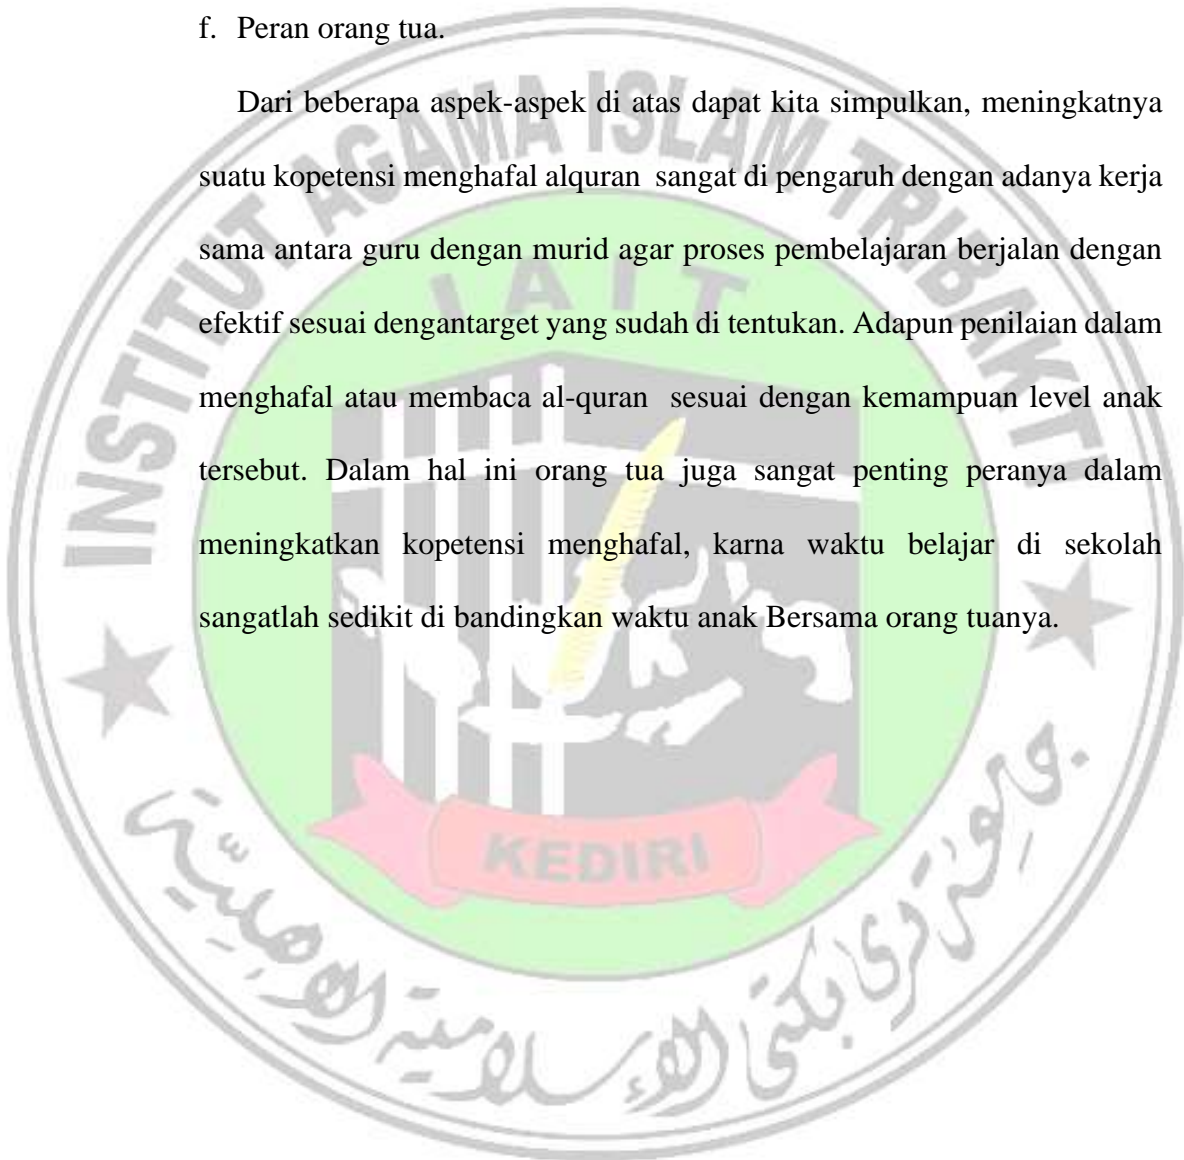 f. Peran orang tua.
Dari beberapa aspek-aspek di atas dapat kita simpulkan, meningkatnya
suatu kopetensi menghafal alquran sangat di pengaruh dengan adanya kerja
sama antara guru dengan murid agar proses pembelajaran berjalan dengan
efektif sesuai dengantarget yang sudah di tentukan. Adapun penilaian dalam
menghafal atau membaca al-quran sesuai dengan kemampuan level anak
tersebut. Dalam hal ini orang tua juga sangat penting peranya dalam
meningkatkan kopetensi menghafal, karna waktu belajar di sekolah
sangatlah sedikit di bandingkan waktu anak Bersama orang tuanya.
INSTITUT AGAMA ISLAM TRIBAKTI
IAIT
KEDIRI